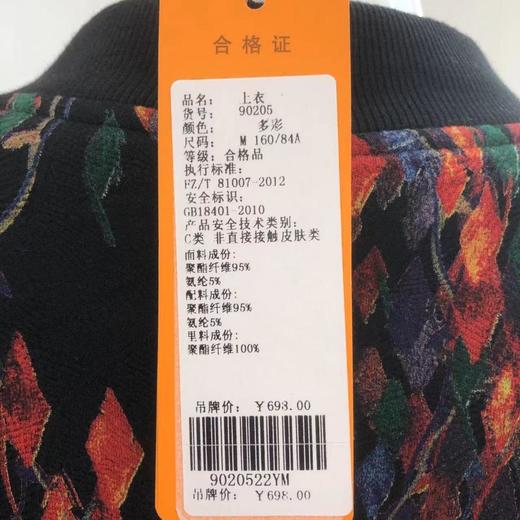 合格证
品名: 上衣
货号: 90205
颜色: 多彩
尺码: M 160/84A
等级: 合格品
执行标准:
FZ/T 81007-2012
安全标识:
GB18401-2010
产品安全技术类别:
C类 非直接接触皮肤类
面料成份:
聚酯纤维95%
氨纶5%
配料成份:
聚酯纤维95%
氨纶5%
里料成份:
聚酯纤维100%
吊牌价: ¥698.00
9020522YM
吊牌价: ¥698.00